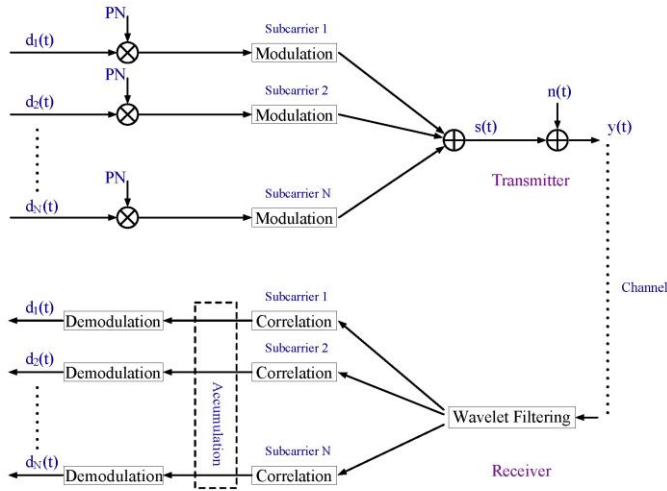 PN
Subcarrier 1
d1(t)
Modulation
PN
Subcarrier 2
d2(t)
Modulation
n(t)
s(t)
y(t)
PN
Subcarrier N
Transmitter
dN(t)
Modulation
Channel
Subcarrier 1
d1(t)
Demodulation
Correlation
Subcarrier 2
d2(t)
Demodulation
Correlation
Accumulation
Wavelet Filtering
Subcarrier N
Receiver
dN(t)
Demodulation
Correlation